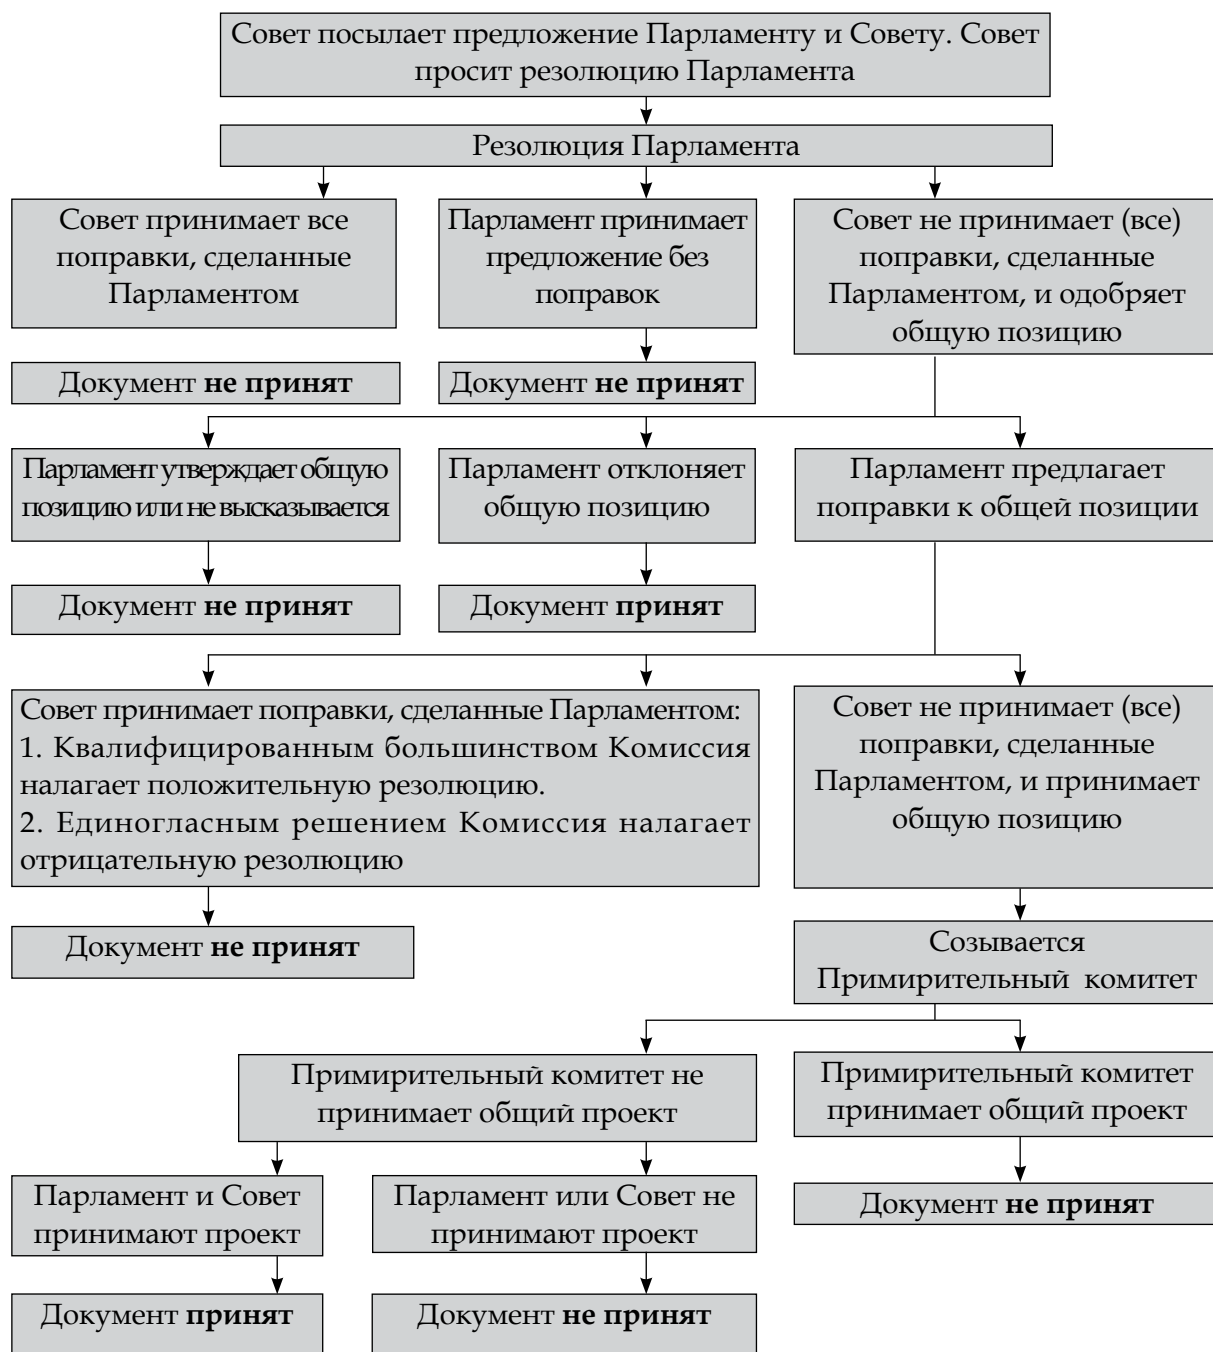 Совет посылает предложение Парламенту и Совету. Совет
просит резолюцию Парламента
Резолюция Парламента
Совет принимает все
поправки, сделанные
Парламентом
Парламент принимает
предложение без
поправок
Совет не принимает (все)
поправки, сделанные
Парламентом, и одобряет
общую позицию
Документ не принят
Документ не принят
Парламент утверждает общую
позицию или не высказывается
Парламент отклоняет
общую позицию
Парламент предлагает
поправки к общей позиции
Документ не принят
Документ принят
Совет принимает поправки, сделанные Парламентом:
1. Квалифицированным большинством Комиссия
налагает положительную резолюцию.
2. Единогласным решением Комиссия налагает
отрицательную резолюцию
Совет не принимает (все)
поправки, сделанные
Парламентом, и принимает
общую позицию
Документ не принят
Созывается
Примирительный комитет
Примирительный комитет не
принимает общий проект
Примирительный комитет
принимает общий проект
Парламент и Совет
принимают проект
Парламент или Совет не
принимают проект
Документ не принят
Документ принят
Документ не принят